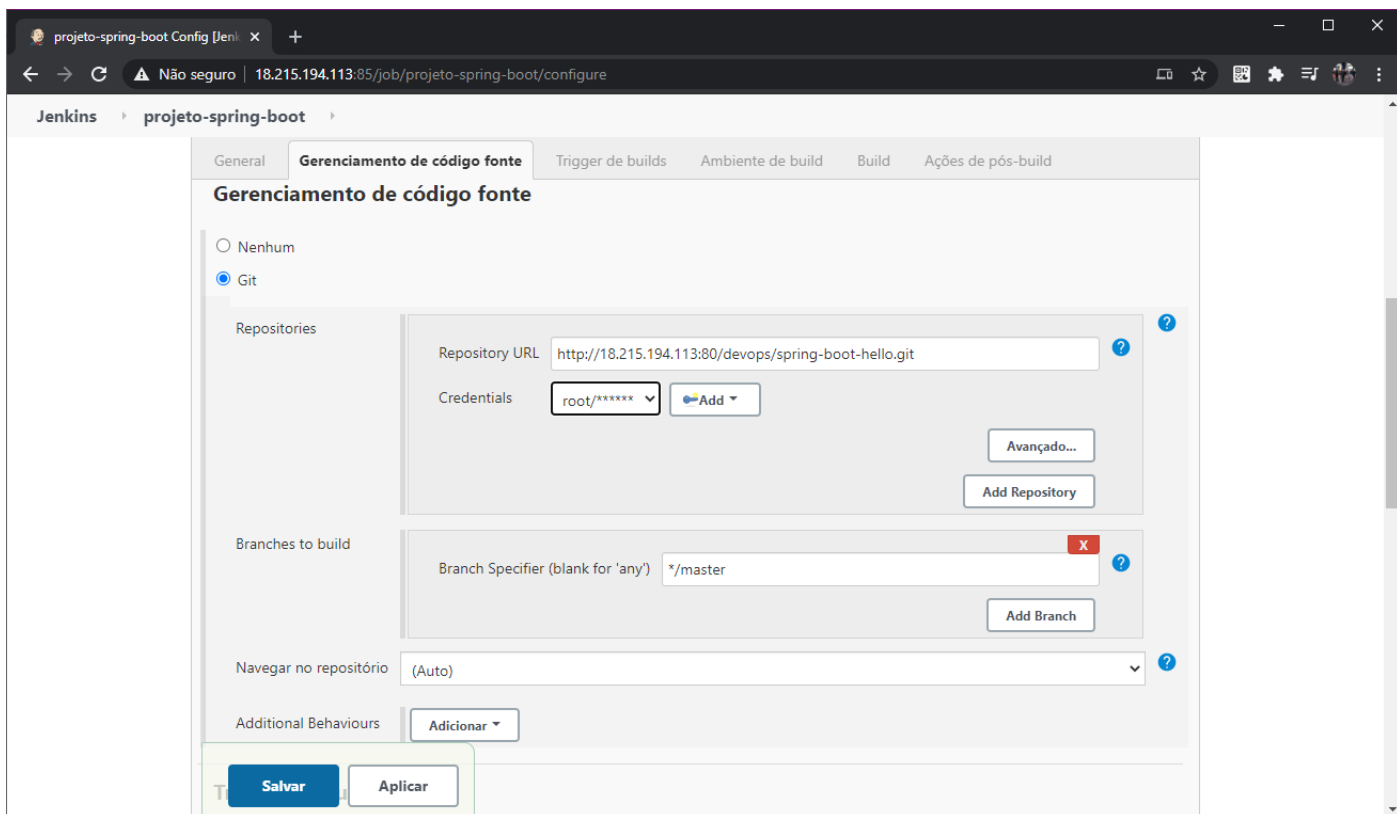 projeto-spring-boot Config [Jenk
Não seguro | 18.215.194.113:85/job/projeto-spring-boot/configure
Jenkins projeto-spring-boot
General Gerenciamento de código fonte Trigger de builds Ambiente de build Build Ações de pós-build
Gerenciamento de código fonte
Nenhum
Git
Repositories
Repository URL http://18.215.194.113:80/devops/spring-boot-hello.git
Credentials root/****** Add
Avançado...
Add Repository
Branches to build
X
Branch Specifier (blank for 'any') */master
Add Branch
Navegar no repositório (Auto)
Additional Behaviours Adicionar
Salvar Aplicar